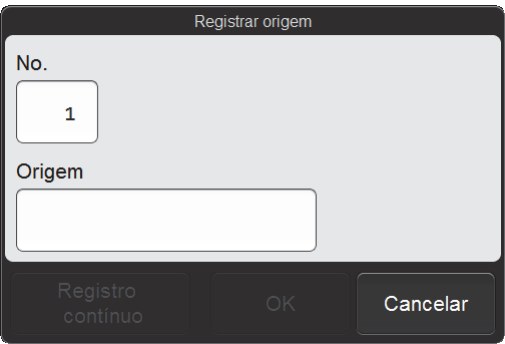 Registrar origem
No.
1
Origem
Registro
contínuo
OK
Cancelar